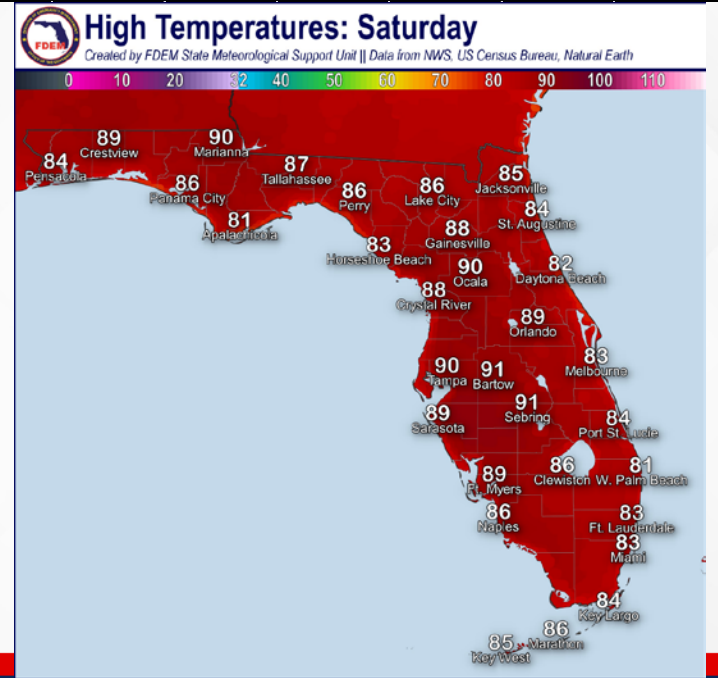 FDEM
High Temperatures: Saturday
Created by FDEM State Meteorological Support Unit || Data from NWS, US Census Bureau, Natural Earth
0 10 20 32 40 50 60 70 80 90 100 110
89
Crestview
90
Marianna
84
Pensacola
87
Tallahassee
86
Panama City
86
Perry
86
Lake City
85
Jacksonville
81
Apalachicola
84
St. Augustine
88
Gainesville
83
Horseshoe Beach
90
Ocala
82
Daytona Beach
88
Crystal River
89
Orlando
83
Melbourne
90
Tampa
91
Bartow
91
Sebring
89
Sarasota
84
Port St. Lucie
89
Ft. Myers
86
Clewiston
81
W. Palm Beach
86
Naples
83
Ft. Lauderdale
83
Miami
84
Key Largo
86
Marathon
85
Key West